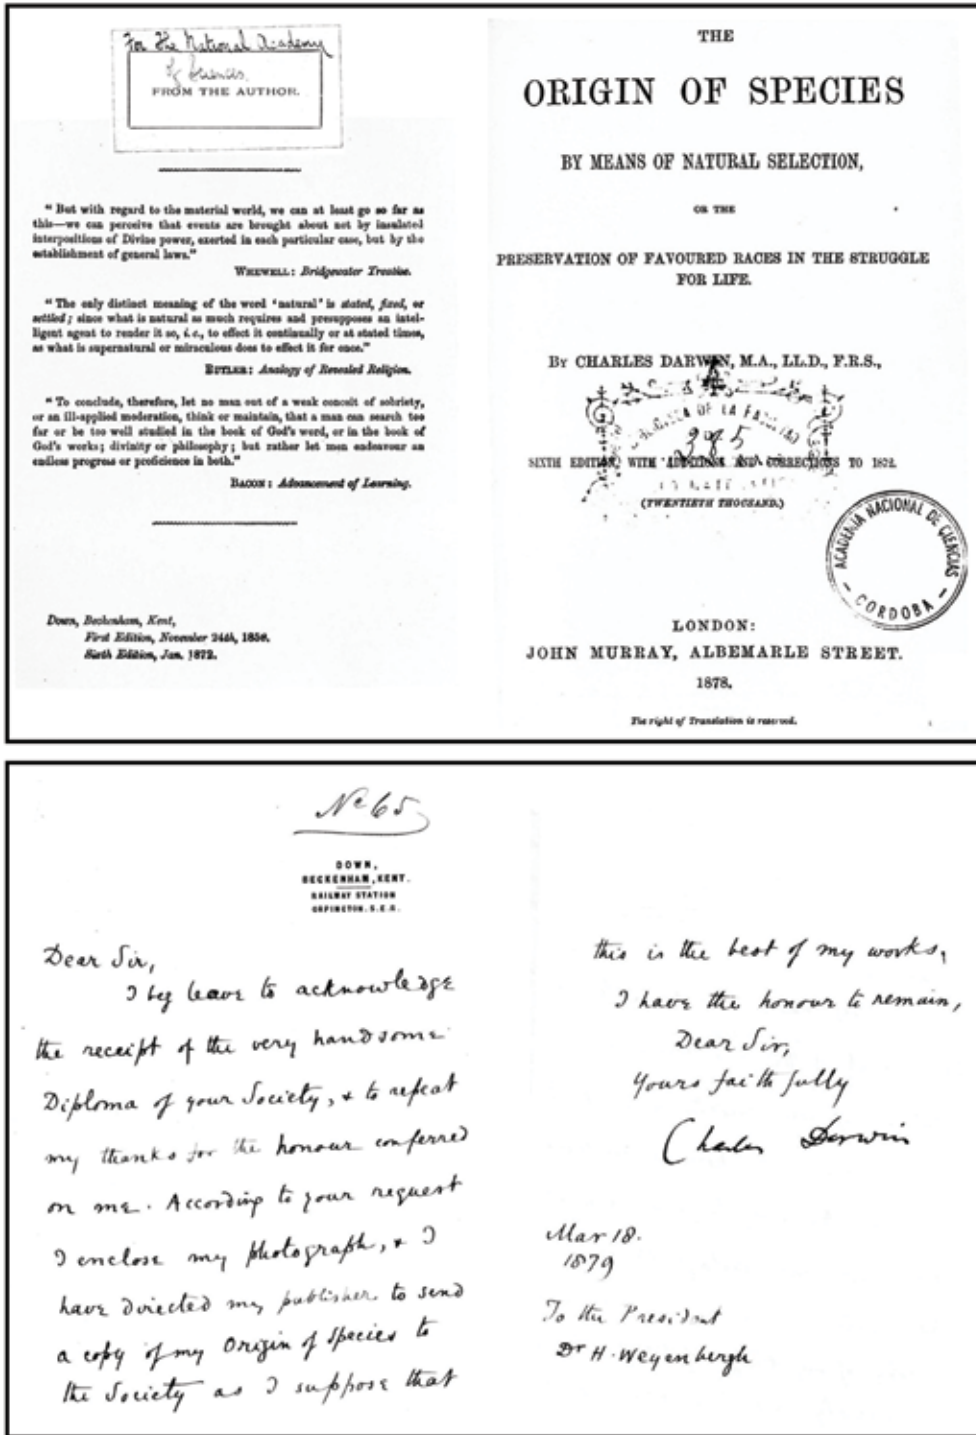 For the National Academy
of Sciences.
FROM THE AUTHOR.
"But with regard to the material world, we can at least go so far as
this—we can perceive that events are brought about not by insulated
interpositions of Divine power, exerted in each particular case, but by the
establishment of general laws."
WHEWELL: Bridgewater Treatise.
"The only distinct meaning of the word 'natural' is stated, fixed, or
settled; since what is natural as much requires and presupposes an intel-
ligent agent to render it so, i.e., to effect it continually or at stated times,
as what is supernatural or miraculous does to effect it for once."
BUTLER: Analogy of Revealed Religion.
"To conclude, therefore, let no man out of a weak conceit of sobriety,
or an ill-applied moderation, think or maintain, that a man can search too
far or be too well studied in the book of God's word, or in the book of
God's works; divinity or philosophy; but rather let men endeavour an
endless progress or proficience in both."
BACON: Advancement of Learning.
Down, Beckenham, Kent,
First Edition, November 24th, 1859.
Sixth Edition, Jan. 1872.
THE
ORIGIN OF SPECIES
BY MEANS OF NATURAL SELECTION,
OR THE
PRESERVATION OF FAVOURED RACES IN THE STRUGGLE
FOR LIFE.
BY CHARLES DARWIN, M.A., LL.D., F.R.S.,
DE LA
SIXTH EDITION, WITH ADDITIONS AND CORRECTIONS TO 1872.
(TWENTIETH THOUSAND.)
ACADEMIA NACIONAL DE CIENCIAS
- CORDOBA -
LONDON:
JOHN MURRAY, ALBEMARLE STREET.
1878.
The right of Translation is reserved.
No 65
DOWN,
BECKENHAM, KENT.
RAILWAY STATION
ORPINGTON. S.E.R.
Dear Sir,
I beg leave to acknowledge
the receipt of the very handsome
Diploma of your Society, & to repeat
my thanks for the honour conferred
on me. According to your request
I enclose my photograph, & I
have directed my publisher to send
a copy of my Origin of Species to
the Society as I suppose that
this is the best of my works,
I have the honour to remain,
Dear Sir,
Yours faithfully
Charles Darwin
Mar 18.
1879
To the President
Dr H. Weyenbergh